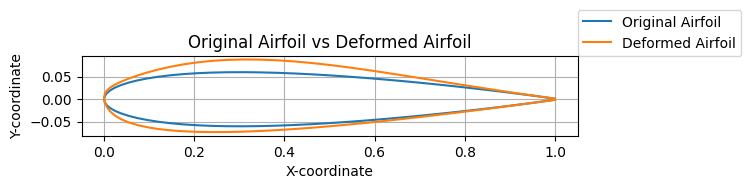 Original Airfoil vs Deformed Airfoil
Original Airfoil
Deformed Airfoil
Y-coordinate
0.05
0.00
−0.05
0.0 0.2 0.4 0.6 0.8 1.0
X-coordinate